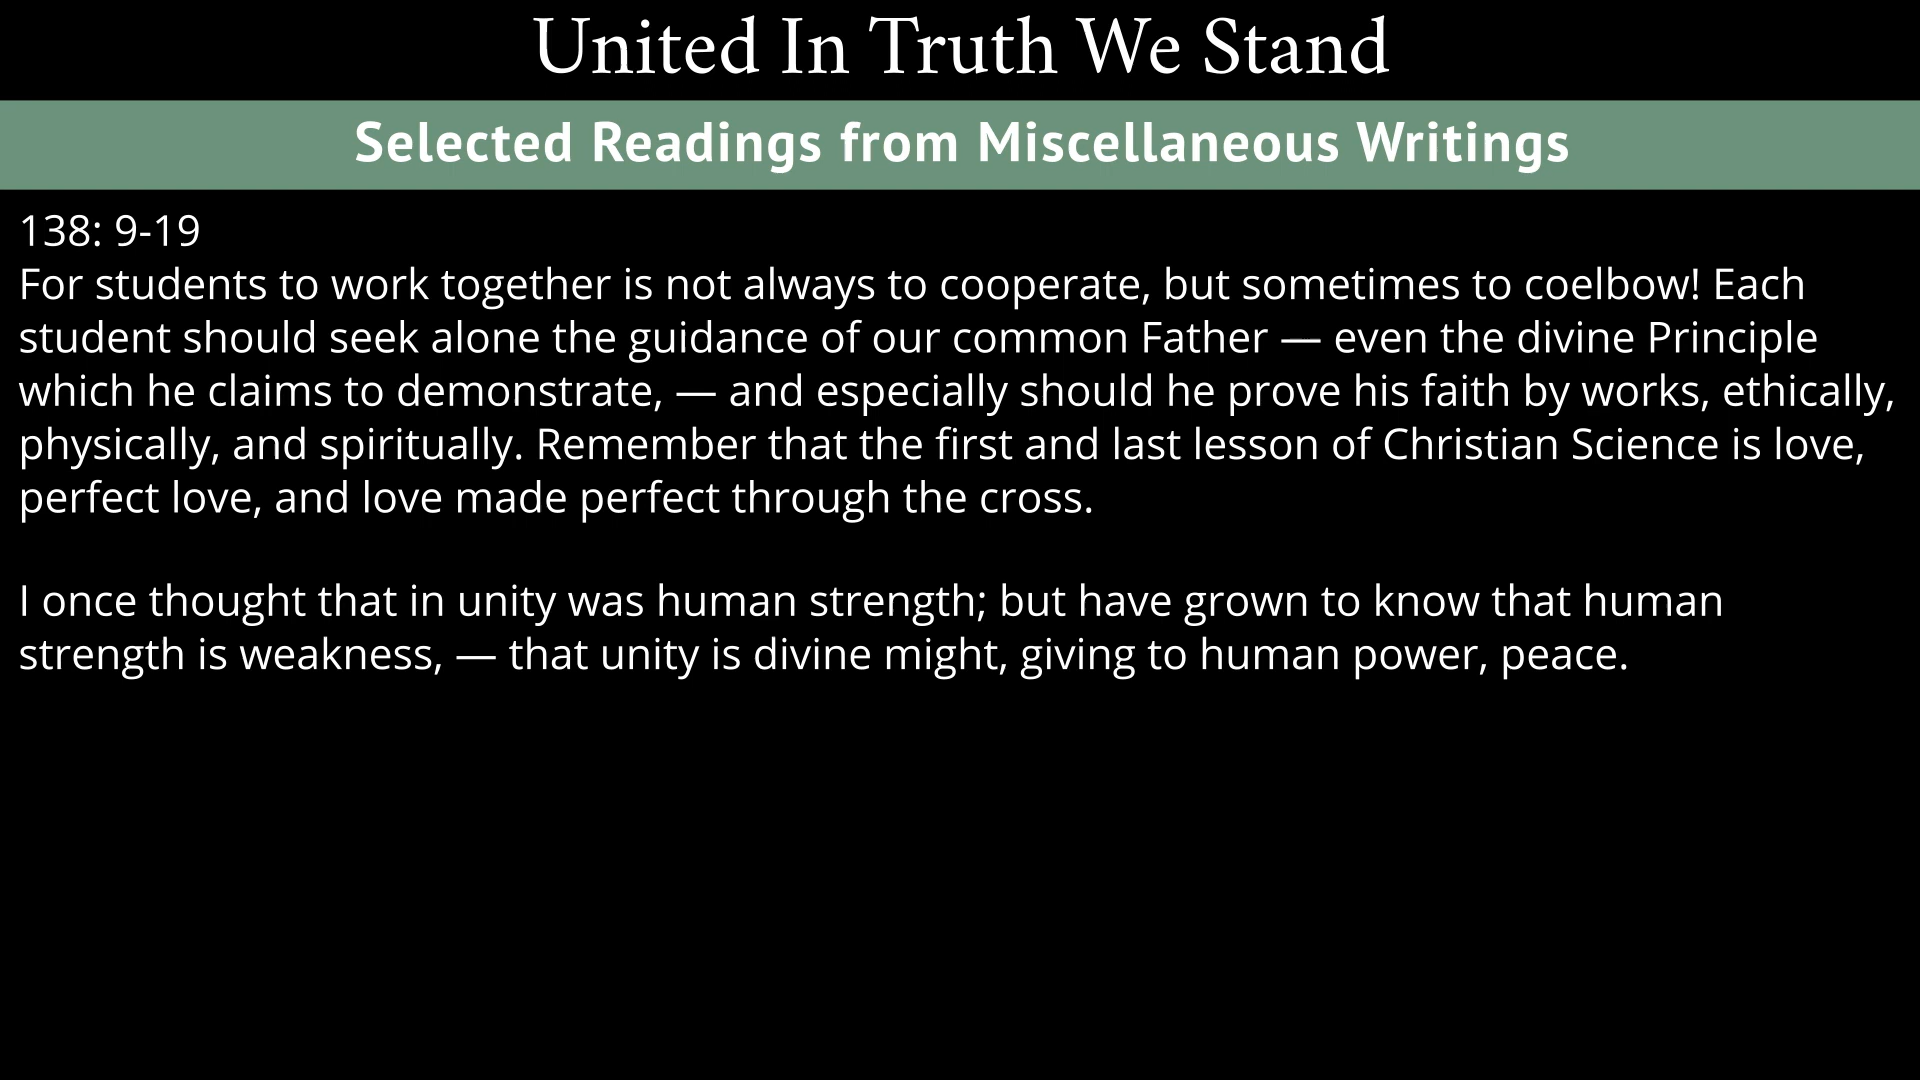 United In Truth We Stand
Selected Readings from Miscellaneous Writings
138: 9-19
For students to work together is not always to cooperate, but sometimes to coelbow! Each
student should seek alone the guidance of our common Father — even the divine Principle
which he claims to demonstrate, — and especially should he prove his faith by works, ethically,
physically, and spiritually. Remember that the first and last lesson of Christian Science is love,
perfect love, and love made perfect through the cross.
I once thought that in unity was human strength; but have grown to know that human
strength is weakness, — that unity is divine might, giving to human power, peace.